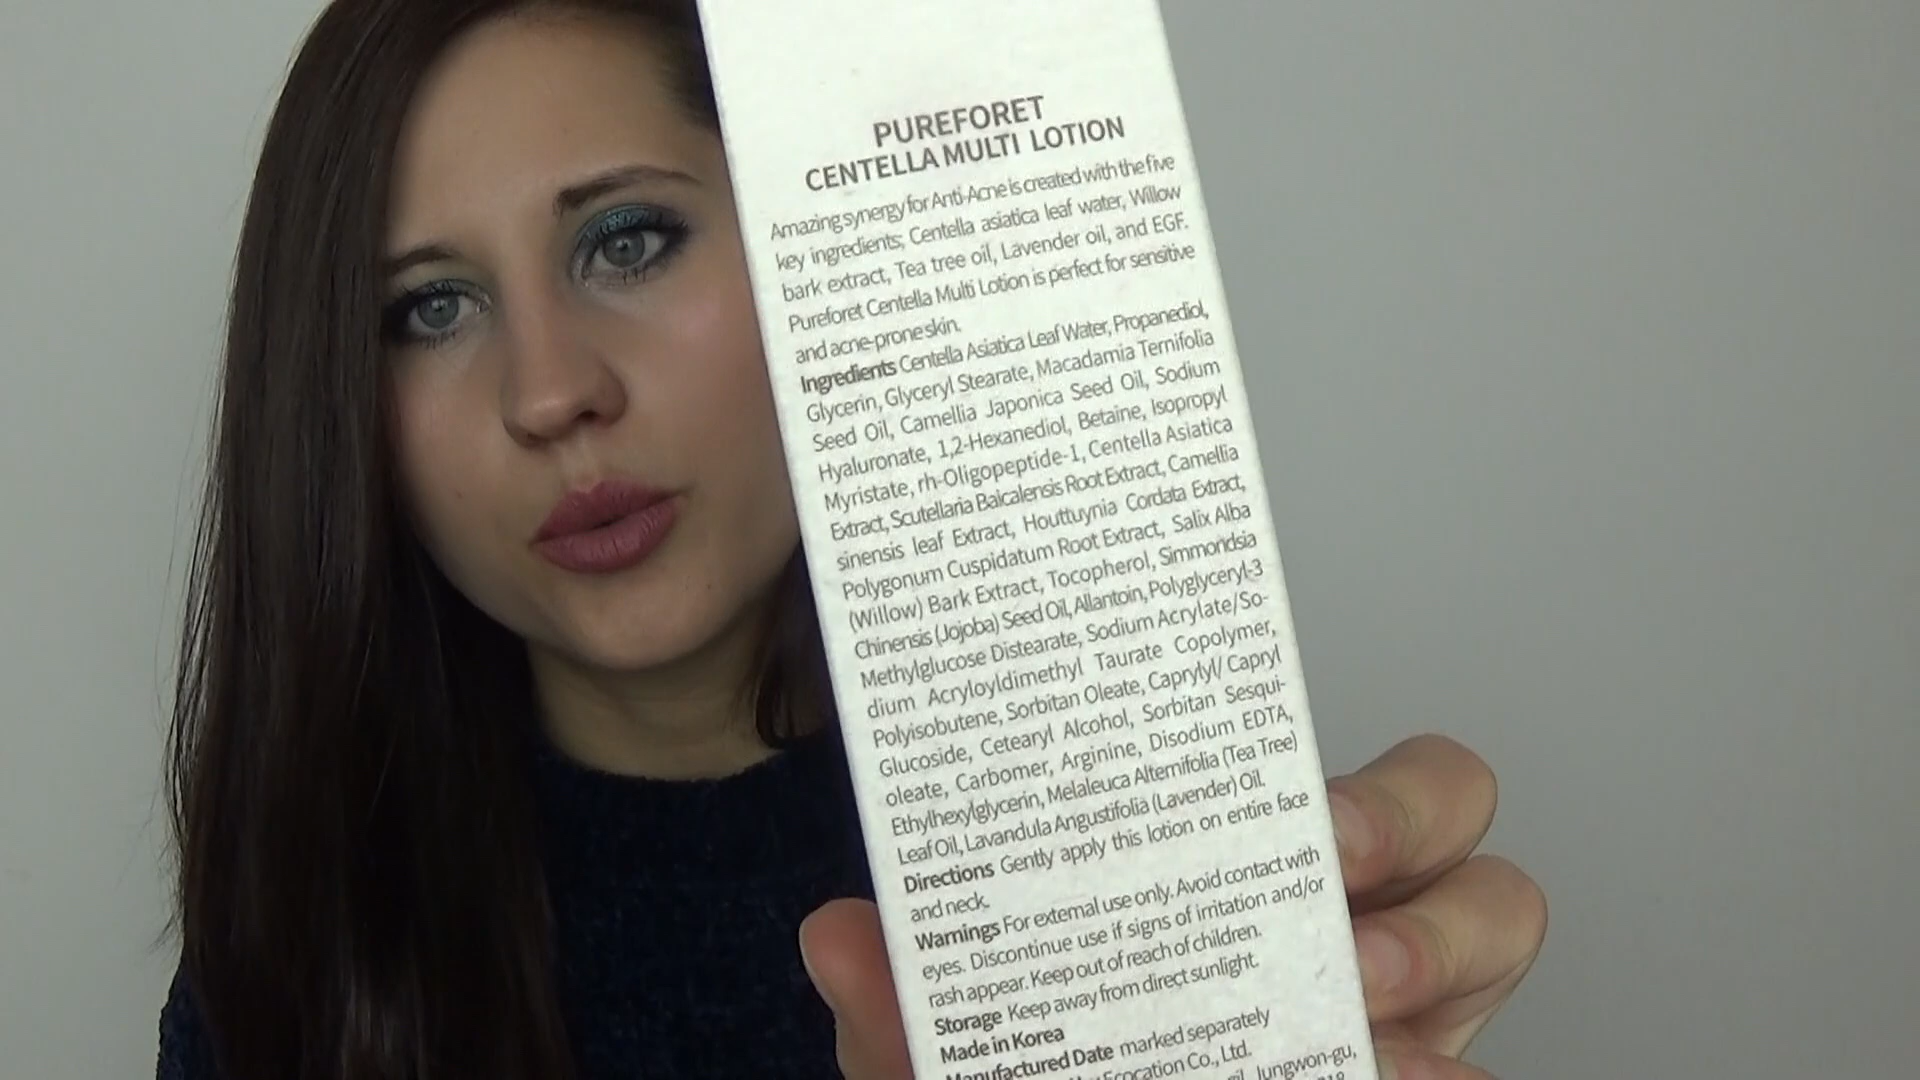 PUREFORET
CENTELLA MULTI LOTION
Amazing synergy for Anti-Acne is created with the five
key ingredients; Centella asiatica leaf water, Willow
bark extract, Tea tree oil, Lavender oil, and EGF.
Pureforet Centella Multi Lotion is perfect for sensitive
and acne-prone skin.
Ingredients Centella Asiatica Leaf Water, Propanediol,
Glycerin, Glyceryl Stearate, Macadamia Ternifolia
Seed Oil, Camellia Japonica Seed Oil, Sodium
Hyaluronate, 1,2-Hexanediol, Betaine, Isopropyl
Myristate, rh-Oligopeptide-1, Centella Asiatica
Extract, Scutellaria Baicalensis Root Extract, Camellia
sinensis leaf Extract, Houttuynia Cordata Extract,
Polygonum Cuspidatum Root Extract, Salix Alba
(Willow) Bark Extract, Tocopherol, Simmondsia
Chinensis (Jojoba) Seed Oil, Allantoin, Polyglyceryl-3
Methylglucose Distearate, Sodium Acrylate/So-
dium Acryloyldimethyl Taurate Copolymer,
Polyisobutene, Sorbitan Oleate, Caprylyl/ Capryl
Glucoside, Cetearyl Alcohol, Sorbitan Sesqui-
oleate, Carbomer, Arginine, Disodium EDTA,
Ethylhexylglycerin, Melaleuca Alternifolia (Tea Tree)
Leaf Oil, Lavandula Angustifolia (Lavender) Oil.
Directions Gently apply this lotion on entire face
and neck.
Warnings For external use only. Avoid contact with
eyes. Discontinue use if signs of irritation and/or
rash appear. Keep out of reach of children.
Storage Keep away from direct sunlight.
Made in Korea
Manufactured Date marked separately
Ecocation Co., Ltd.
Jungwon-gu,